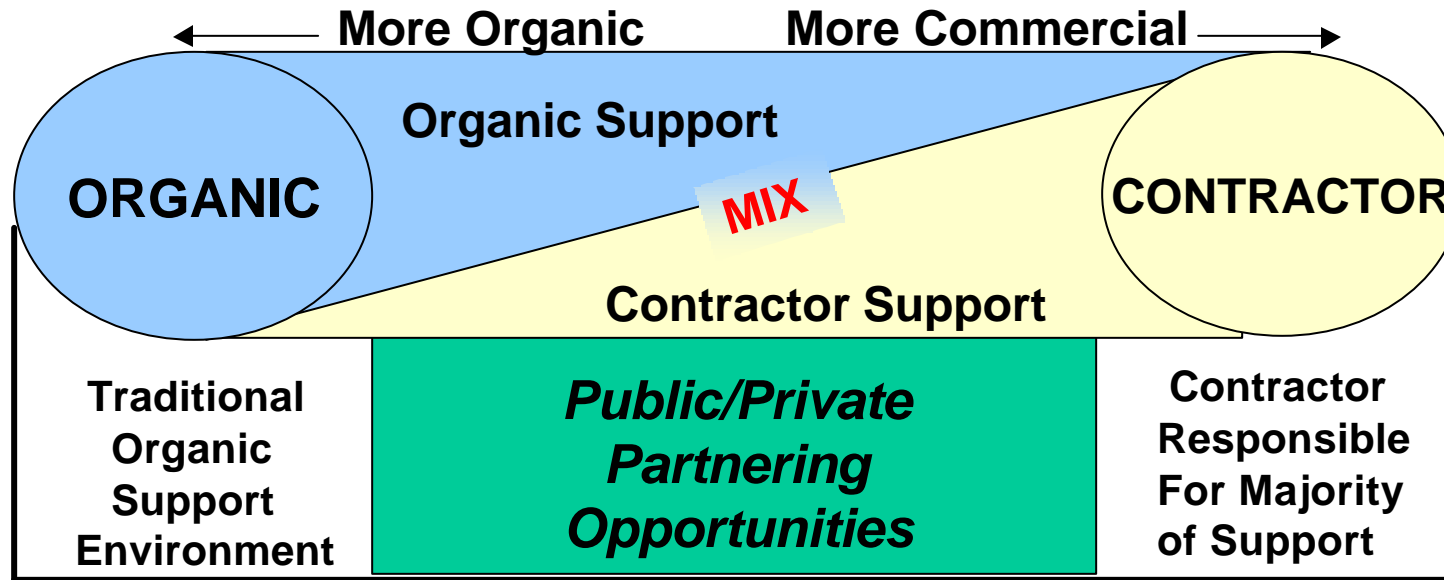 More Organic
More Commercial
Organic Support
ORGANIC
MIX
CONTRACTOR
Contractor Support
Traditional
Organic
Support
Environment
Public/Private
Partnering
Opportunities
Contractor
Responsible
For Majority
of Support